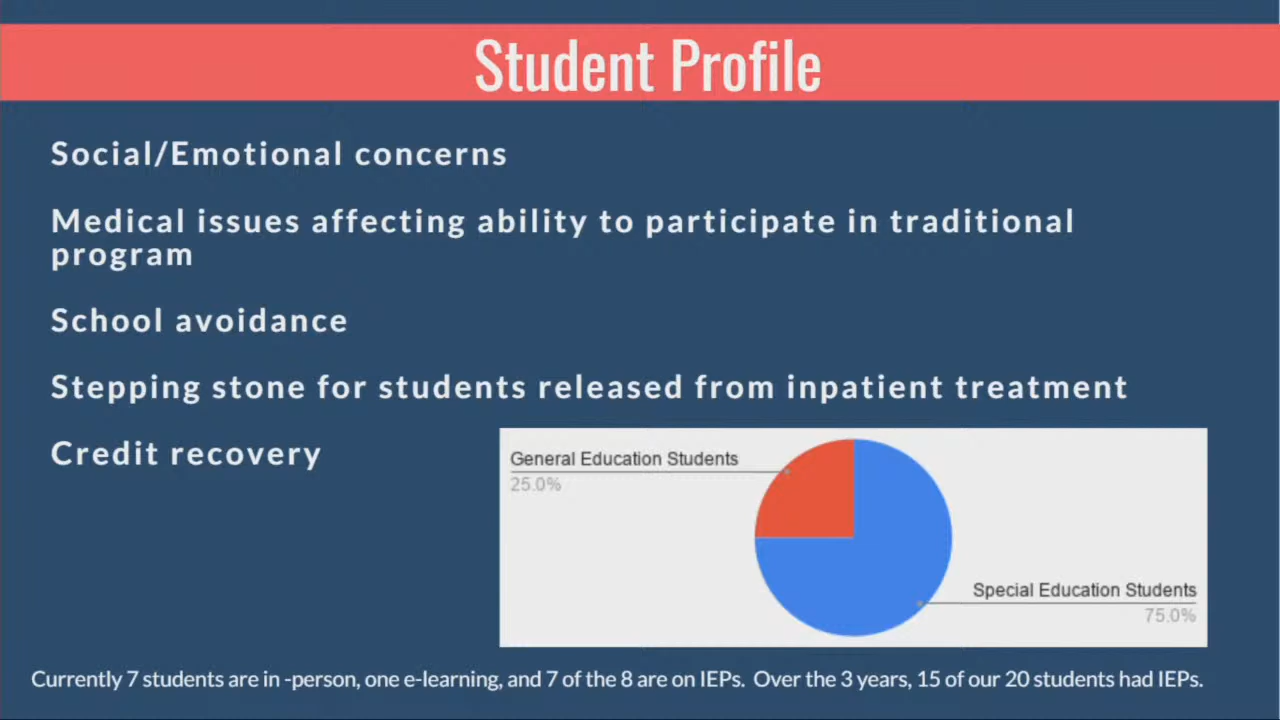 Student Profile
Social/Emotional concerns
Medical issues affecting ability to participate in traditional
program
School avoidance
Stepping stone for students released from inpatient treatment
Credit recovery
General Education Students
25.0%
Special Education Students
75.0%
Currently 7 students are in -person, one e-learning, and 7 of the 8 are on IEPs.  Over the 3 years, 15 of our 20 students had IEPs.